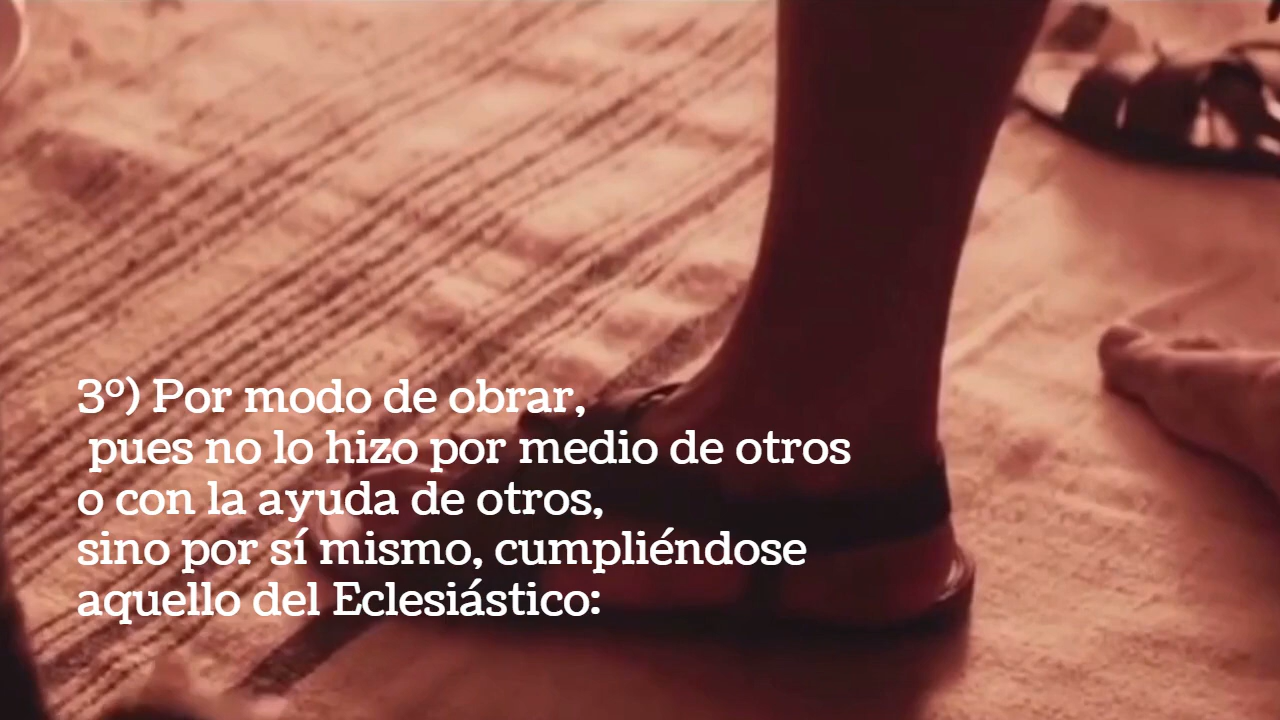 3º) Por modo de obrar,
pues no lo hizo por medio de otros
o con la ayuda de otros,
sino por sí mismo, cumpliéndose
aquello del Eclesiástico: